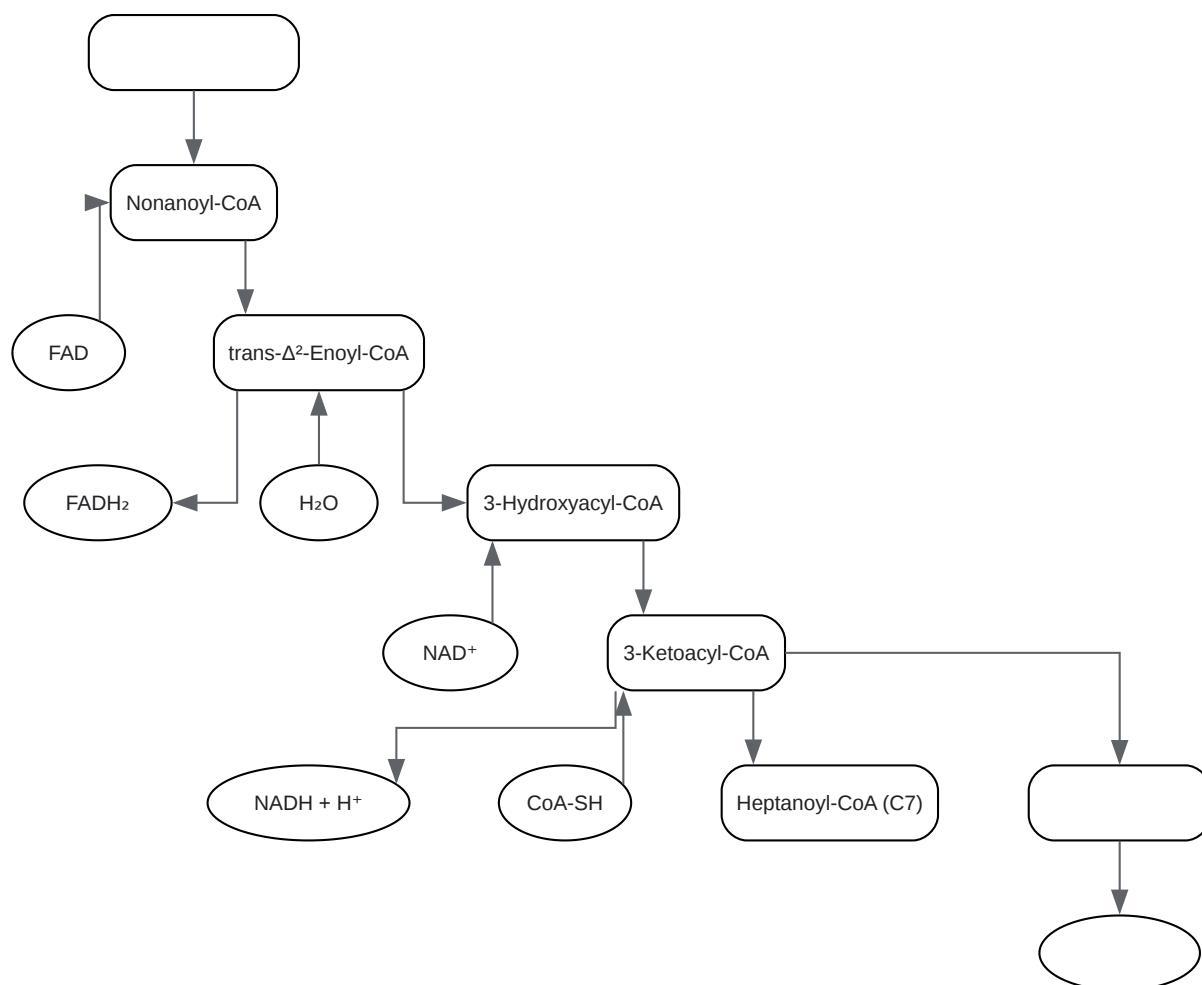 Nonanoyl-CoA
FAD
trans-Δ²-Enoyl-CoA
FADH₂
H₂O
3-Hydroxyacyl-CoA
NAD⁺
3-Ketoacyl-CoA
NADH + H⁺
CoA-SH
Heptanoyl-CoA (C7)